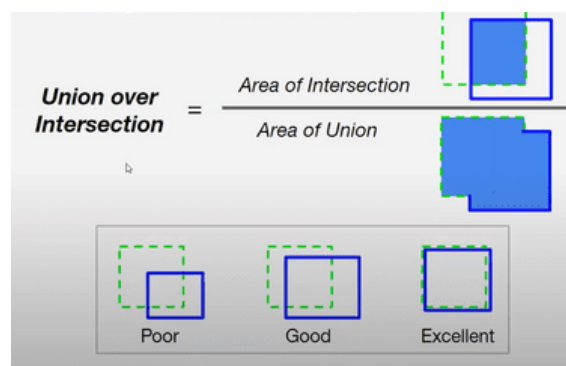 Union over
Intersection
=
Area of Intersection
Area of Union
Poor
Good
Excellent